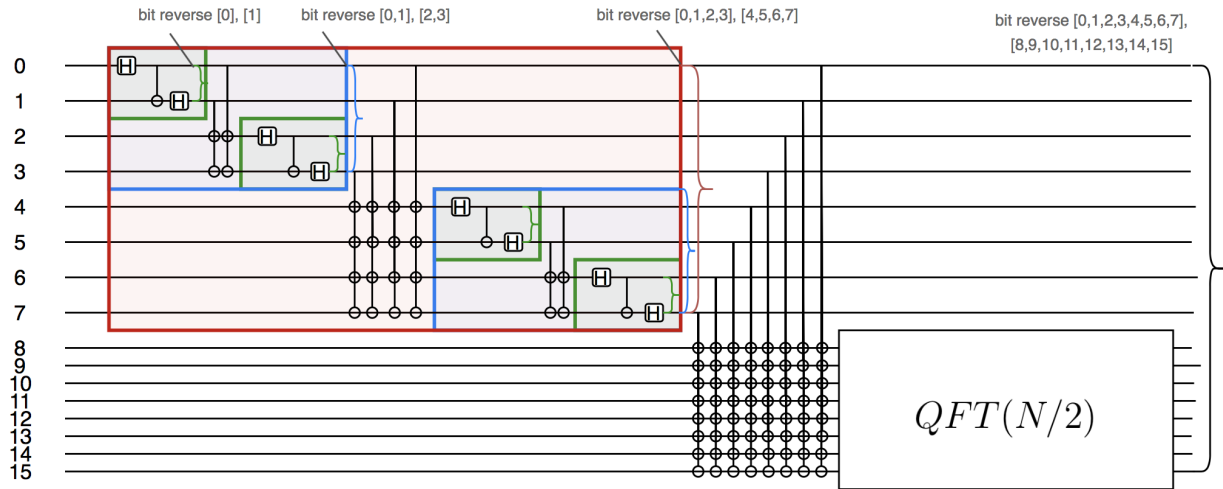 bit reverse [0], [1]
bit reverse [0,1], [2,3]
bit reverse [0,1,2,3], [4,5,6,7]
bit reverse [0,1,2,3,4,5,6,7],
[8,9,10,11,12,13,14,15]
0
H
1
H
2
H
3
H
4
H
5
H
6
H
7
H
8
9
10
11
12
13
14
15
QFT(N/2)